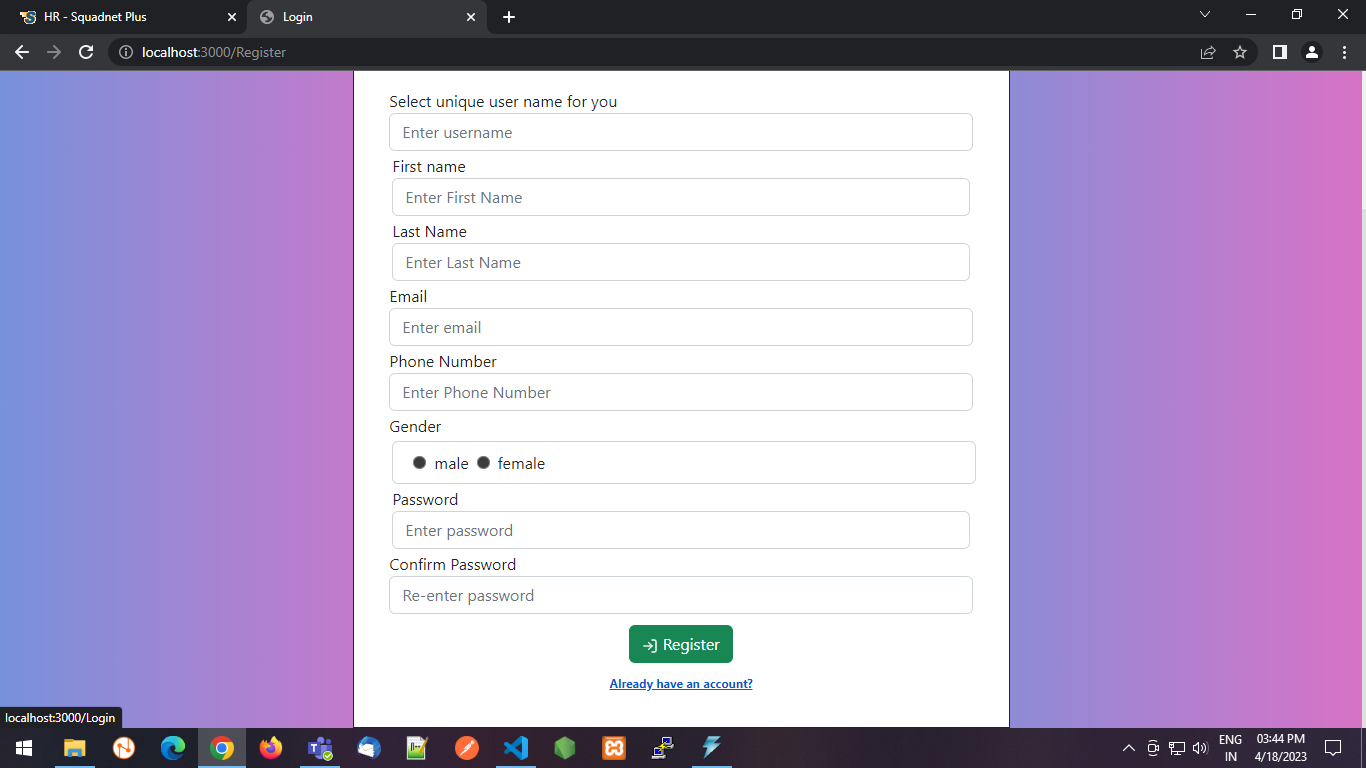 HR - Squadnet Plus
Login
localhost:3000/Register
Select unique user name for you
Enter username
First name
Enter First Name
Last Name
Enter Last Name
Email
Enter email
Phone Number
Enter Phone Number
Gender
male female
Password
Enter password
Confirm Password
Re-enter password
Register
Already have an account?
localhost:3000/Login
ENG
IN
03:44 PM
4/18/2023